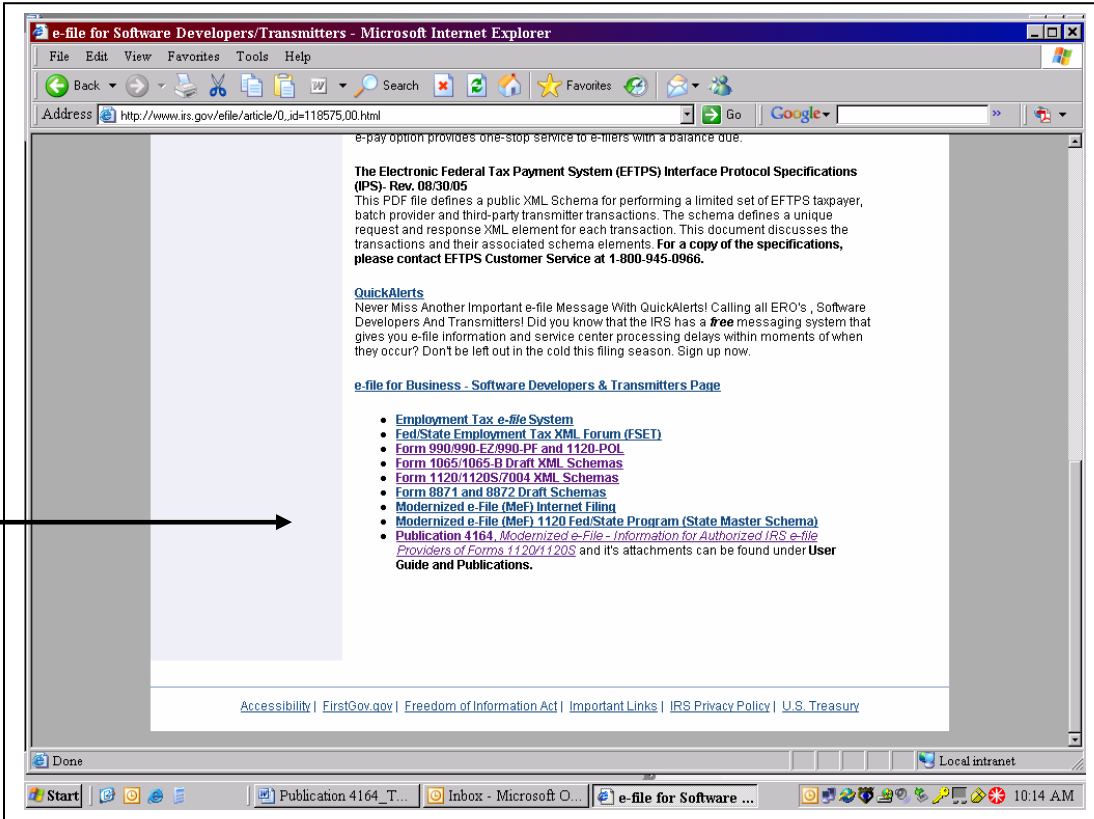 e-file for Software Developers/Transmitters - Microsoft Internet Explorer
File Edit View Favorites Tools Help
Back Search Favorites
Address http://www.irs.gov/efile/article/0,,id=118575,00.html Go Google
e-pay option provides one-stop service to e-filers with a balance due.
The Electronic Federal Tax Payment System (EFTPS) Interface Protocol Specifications
(IPS)- Rev. 08/30/05
This PDF file defines a public XML Schema for performing a limited set of EFTPS taxpayer,
batch provider and third-party transmitter transactions. The schema defines a unique
request and response XML element for each transaction. This document discusses the
transactions and their associated schema elements. For a copy of the specifications,
please contact EFTPS Customer Service at 1-800-945-0966.
QuickAlerts
Never Miss Another Important e-file Message With QuickAlerts! Calling all ERO's , Software
Developers And Transmitters! Did you know that the IRS has a free messaging system that
gives you e-file information and service center processing delays within moments of when
they occur? Don't be left out in the cold this filing season. Sign up now.
e-file for Business - Software Developers & Transmitters Page
• Employment Tax e-file System
• Fed/State Employment Tax XML Forum (FSET)
• Form 990/990-EZ/990-PF and 1120-POL
• Form 1065/1065-B Draft XML Schemas
• Form 1120/1120S/7004 XML Schemas
• Form 8871 and 8872 Draft Schemas
• Modernized e-File (MeF) Internet Filing
• Modernized e-File (MeF) 1120 Fed/State Program (State Master Schema)
• Publication 4164, Modernized e-File - Information for Authorized IRS e-file
Providers of Forms 1120/1120S and it's attachments can be found under User
Guide and Publications.
Accessibility | FirstGov.gov | Freedom of Information Act | Important Links | IRS Privacy Policy | U.S. Treasury
Done Local intranet
Start Publication 4164_T... Inbox - Microsoft O... e-file for Software ... 10:14 AM